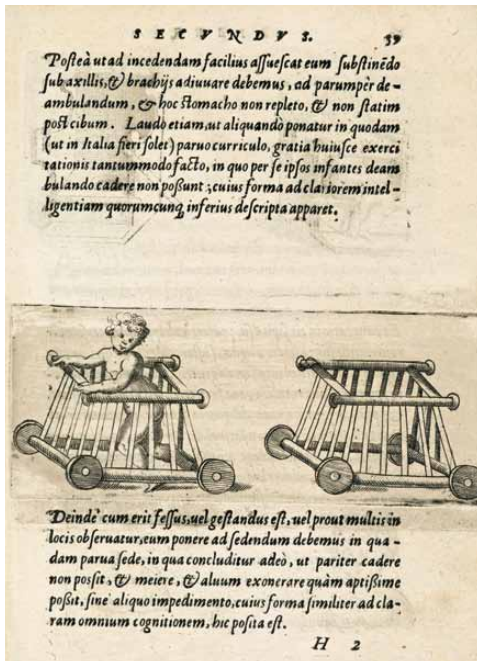 SECVNDVS. 39
Posteà ut ad incedendam facilius assuescat eum substinēdo
sub axillis, & brachijs adiuuare debemus, ad parumpèr de-
ambulandum, & hoc stomacho non repleto, & non statim
post cibum. Laudo etiam, ut aliquandò ponatur in quodam
(ut in Italia fieri solet) paruo curriculo, gratia huiusce exerci
tationis tantummodo facto, in quo per se ipsos infantes deam
bulando cadere non possunt; cuius forma ad clariorem intel-
ligentiam quorumcunq; inferius descripta apparet.
Deindè cum erit fessus, uel gestandus est, uel prout multis in
locis obseruatur, eum ponere ad sedendum debemus in qua-
dam parua sede, in qua concluditur adeò, ut pariter cadere
non possit, & meiere, & aluum exonerare quàm aptissime
possit, sine aliquo impedimento, cuius forma similiter ad cla-
ram omnium cognitionem, hic posita est.
H 2